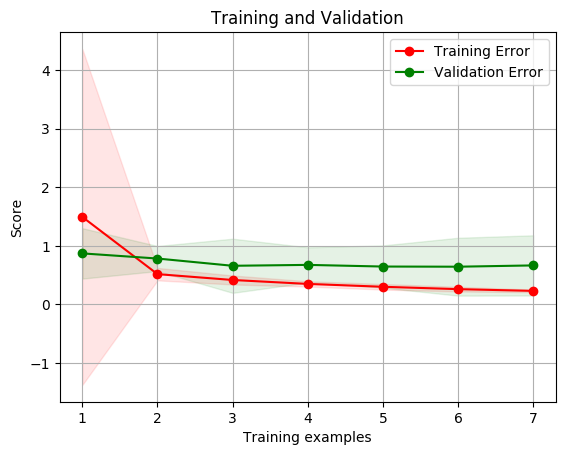 Training and Validation
Training Error
Validation Error
4
3
2
1
0
−1
Score
1 2 3 4 5 6 7
Training examples